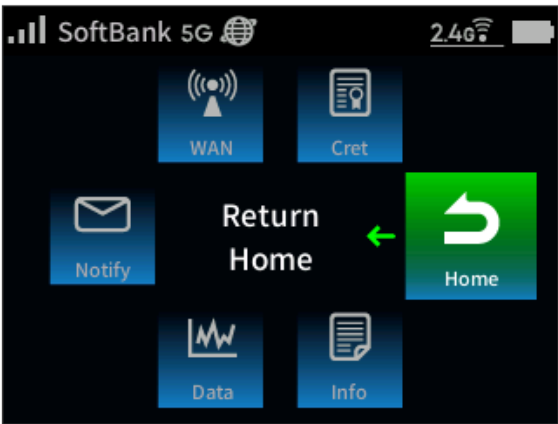 SoftBank 5G 2.4G
WAN
Cret
Notify
Return
Home
Home
Data
Info